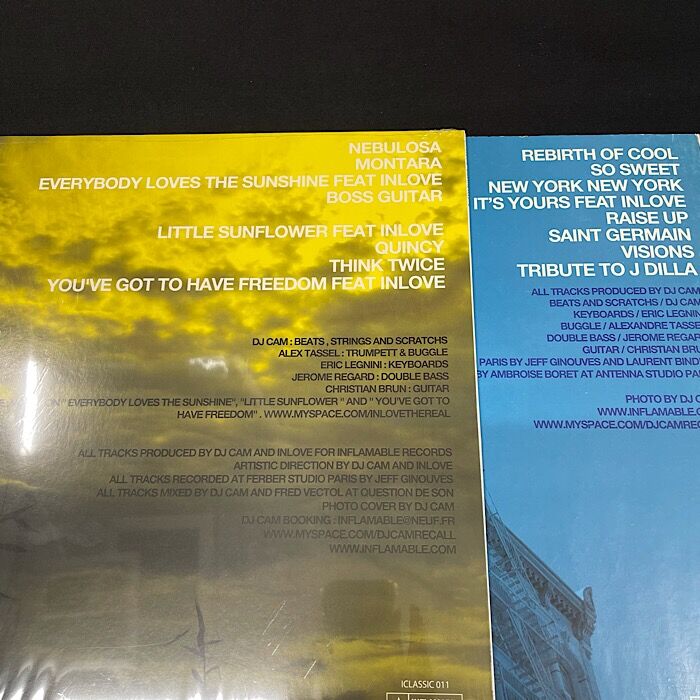 NEBULOSA
MONTARA
EVERYBODY LOVES THE SUNSHINE FEAT INLOVE
BOSS GUITAR
LITTLE SUNFLOWER FEAT INLOVE
QUINCY
THINK TWICE
YOU'VE GOT TO HAVE FREEDOM FEAT INLOVE
DJ CAM : BEATS , STRINGS AND SCRATCHS
ALEX TASSEL : TRUMPETT & BUGGLE
ERIC LEGNINI : KEYBOARDS
JEROME REGARD : DOUBLE BASS
CHRISTIAN BRUN : GUITAR
ON " EVERYBODY LOVES THE SUNSHINE", "LITTLE SUNFLOWER " AND " YOU'VE GOT TO
HAVE FREEDOM" . WWW.MYSPACE.COM/INLOVETHEREAL
ALL TRACKS PRODUCED BY DJ CAM AND INLOVE FOR INFLAMABLE RECORDS
ARTISTIC DIRECTION BY DJ CAM AND INLOVE
ALL TRACKS RECORDED AT FERBER STUDIO PARIS BY JEFF GINOUVES
ALL TRACKS MIXED BY DJ CAM AND FRED VECTOL AT QUESTION DE SON
PHOTO COVER BY DJ CAM
DJ CAM BOOKING : INFLAMABLE@NEUF.FR
WWW.MYSPACE.COM/DJCAMRECALL
WWW.INFLAMABLE.COM
ICLASSIC 011
REBIRTH OF COOL
SO SWEET
NEW YORK NEW YORK
IT'S YOURS FEAT INLOVE
RAISE UP
SAINT GERMAIN
VISIONS
TRIBUTE TO J DILLA
ALL TRACKS PRODUCED BY DJ CAM
BEATS AND SCRATCHS / DJ CAM
KEYBOARDS / ERIC LEGNIN
BUGGLE / ALEXANDRE TASSE
DOUBLE BASS / JEROME REGAR
GUITAR / CHRISTIAN BRUN
PARIS BY JEFF GINOUVES AND LAURENT BIND
BY AMBROISE BORET AT ANTENNA STUDIO PAR
PHOTO BY DJ C
WWW.INFLAMABLE.CO
WWW.MYSPACE.COM/DJCAMRECA